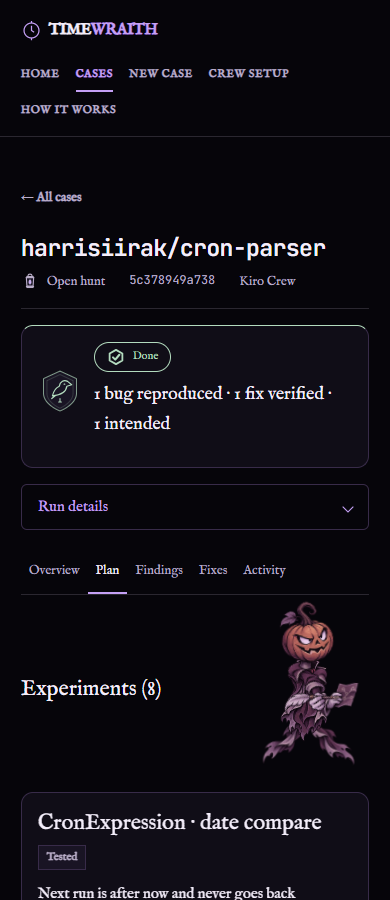 TIMEWRAITH
HOME CASES NEW CASE CREW SETUP
HOW IT WORKS
← All cases
harrisiirak/cron-parser
Open hunt 5c378949a738 Kiro Crew
Done
1 bug reproduced · 1 fix verified ·
1 intended
Run details
Overview Plan Findings Fixes Activity
Experiments (8)
CronExpression · date compare
Tested
Next run is after now and never goes back